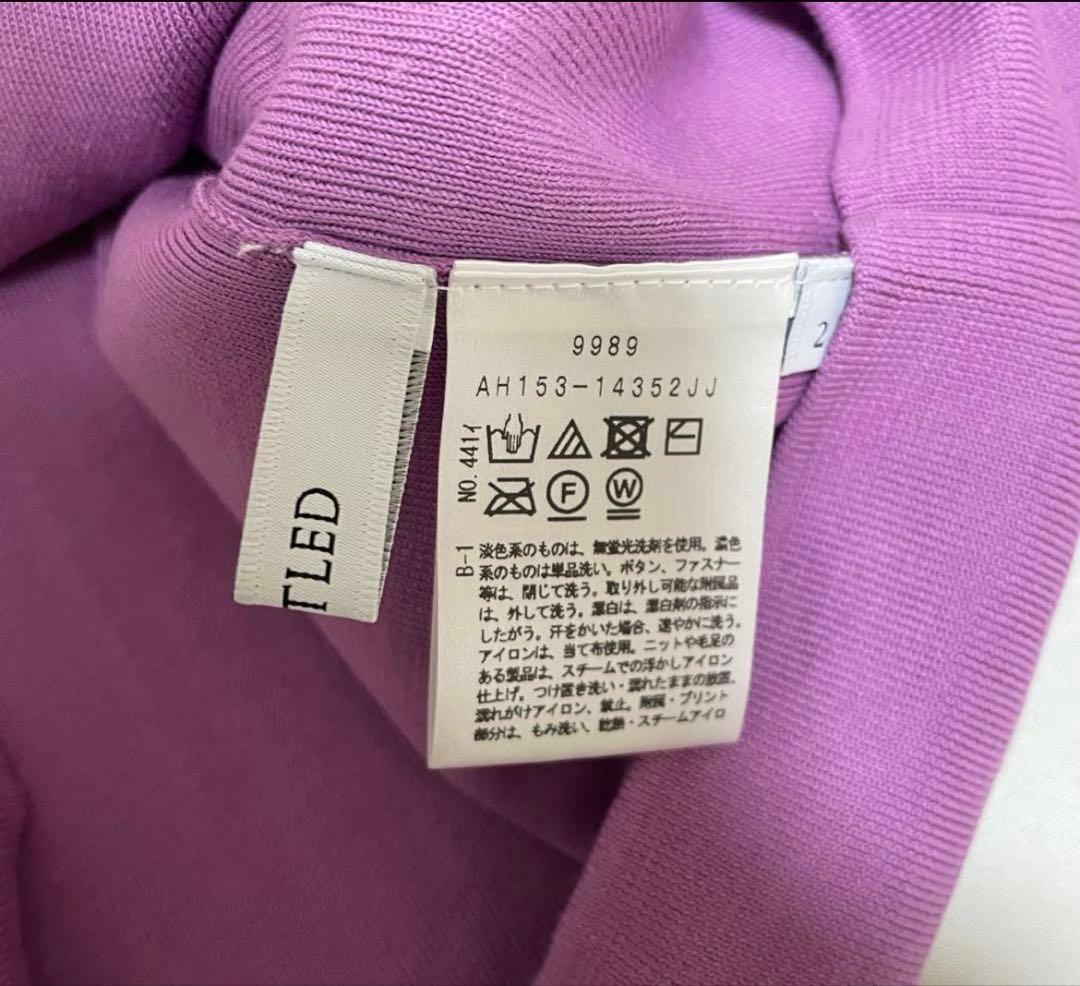 TLED
2
9989
AH153-14352JJ
NO.441イ
F
W
B-1
淡色系のものは、無蛍光洗剤を使用。濃色
系のものは単品洗い。ボタン、ファスナー
等は、閉じて洗う。取り外し可能な附属品
は、外して洗う。漂白は、漂白剤の指示に
したがう。汗をかいた場合、速やかに洗う。
アイロンは、当て布使用。ニットや毛足の
ある製品は、スチームでの浮かしアイロン
仕上げ。つけ置き洗い・濡れたままの放置。
濡れがけアイロン、禁止。附属・プリント
部分は、もみ洗い、乾熱・スチームアイロ